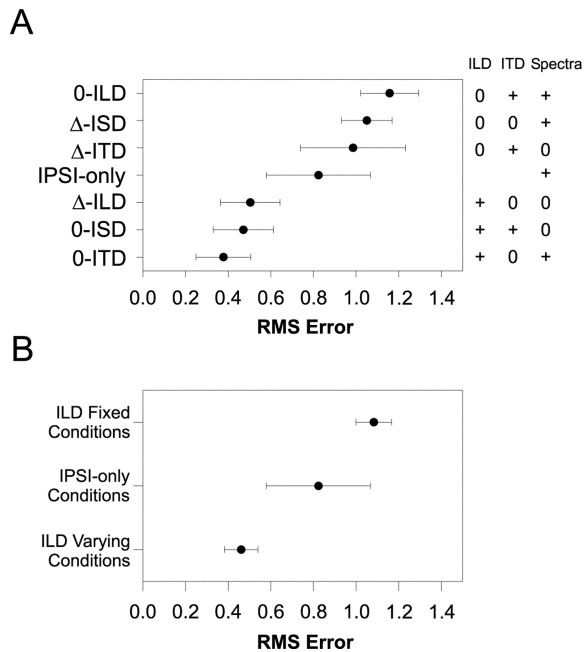 A
ILD ITD Spectra
0-ILD 0 + +
Δ-ISD 0 0 +
Δ-ITD 0 + 0
IPSI-only +
Δ-ILD + 0 0
0-ISD + + 0
0-ITD + 0 +
0.0 0.2 0.4 0.6 0.8 1.0 1.2 1.4
RMS Error
B
ILD Fixed
Conditions
IPSI-only
Conditions
ILD Varying
Conditions
0.0 0.2 0.4 0.6 0.8 1.0 1.2 1.4
RMS Error